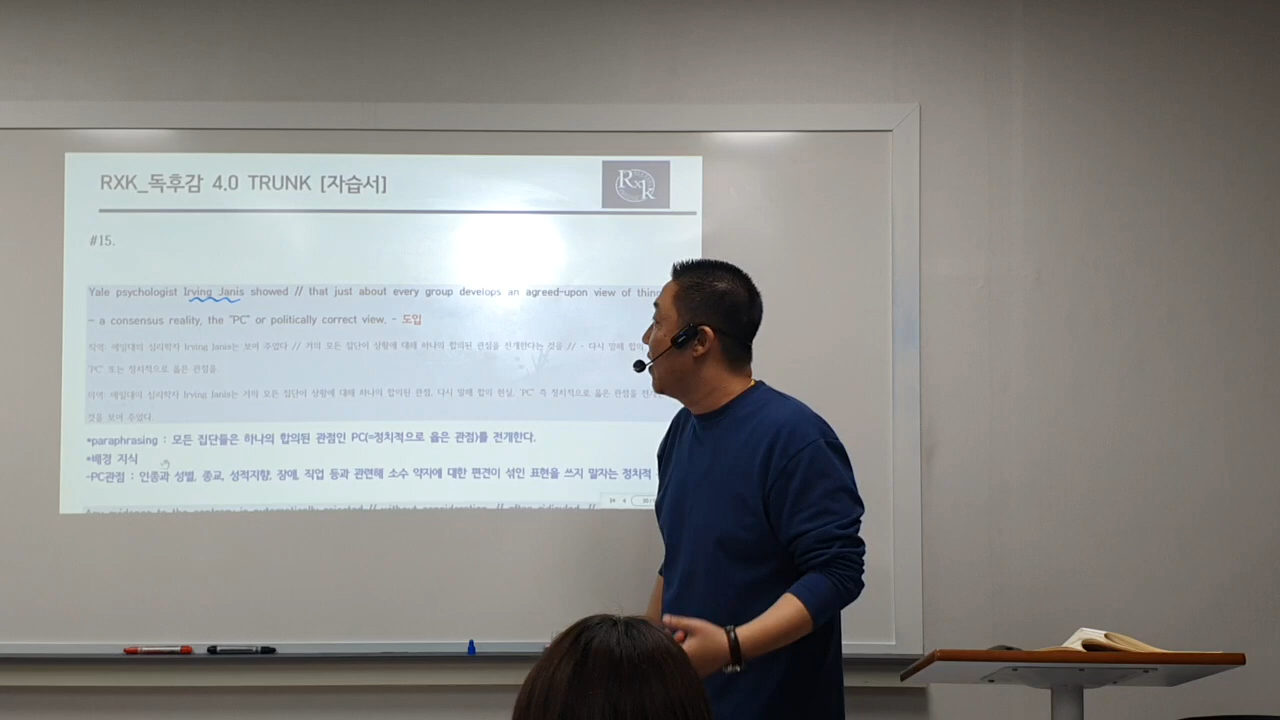 RXK_독후감 4.0 TRUNK [자습서]
Rxk
#15.
Yale psychologist Irving Janis showed // that just about every group develops an agreed-upon view of thing
- a consensus reality, the "PC" or politically correct view. - 도입
직역: 예일대의 심리학자 Irving Janis는 보여 주었다 // 거의 모든 집단이 상황에 대해 하나의 합의된 관점을 전개한다는 것을 // - 다시 말해 합의
"PC" 또는 정치적으로 옳은 관점을
의역: 예일대의 심리학자 Irving Janis는 거의 모든 집단이 상황에 대해 하나의 합의된 관점, 다시 말해 합의 현실, "PC" 즉 정치적으로 옳은 관점을
것을 보여 주었다.
*paraphrasing : 모든 집단들은 하나의 합의된 관점인 PC(=정치적으로 옳은 관점)를 전개한다.
*배경 지식
-PC관점 : 인종과 성별, 종교, 성적지향, 장애, 직업 등과 관련해 소수 약자에 대한 편견이 섞인 표현을 쓰지 말자는 정치적